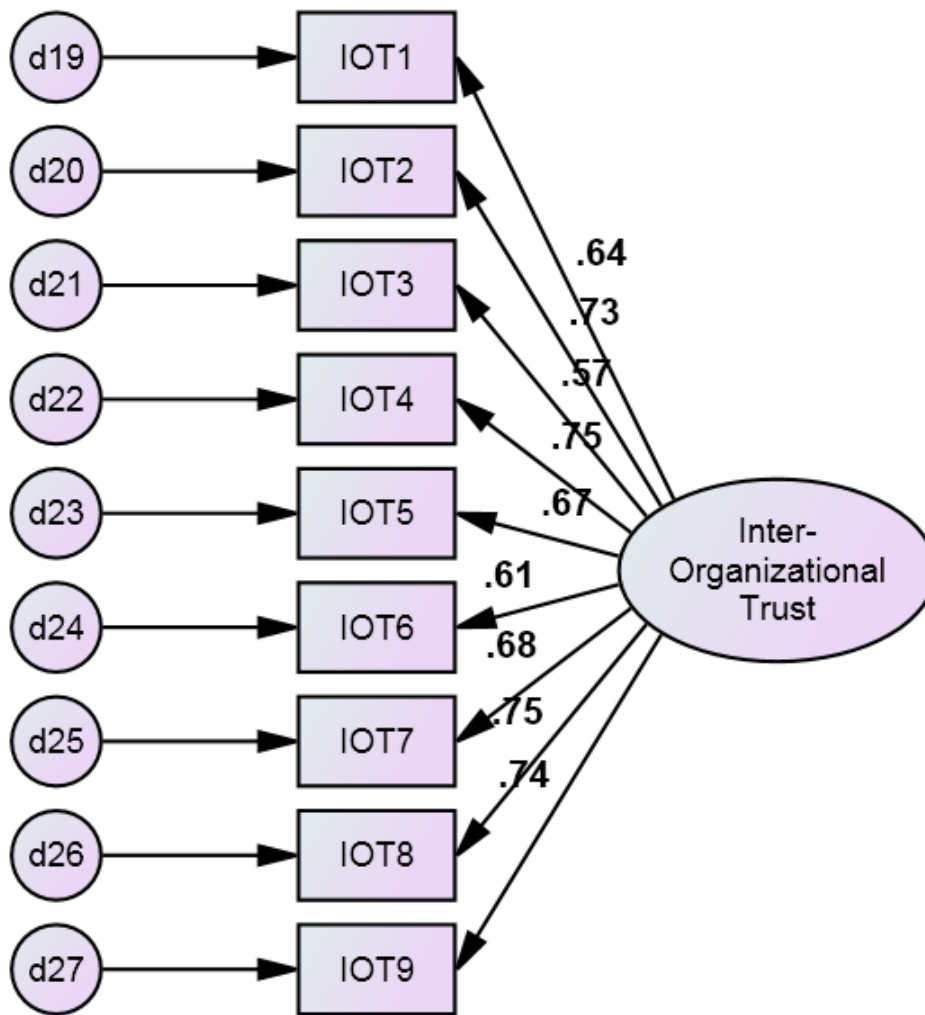 d19
IOT1
d20
IOT2
d21
IOT3
d22
IOT4
d23
IOT5
d24
IOT6
d25
IOT7
d26
IOT8
d27
IOT9
.64
.73
.57
.75
.67
.61
.68
.75
.74
Inter-
Organizational
Trust